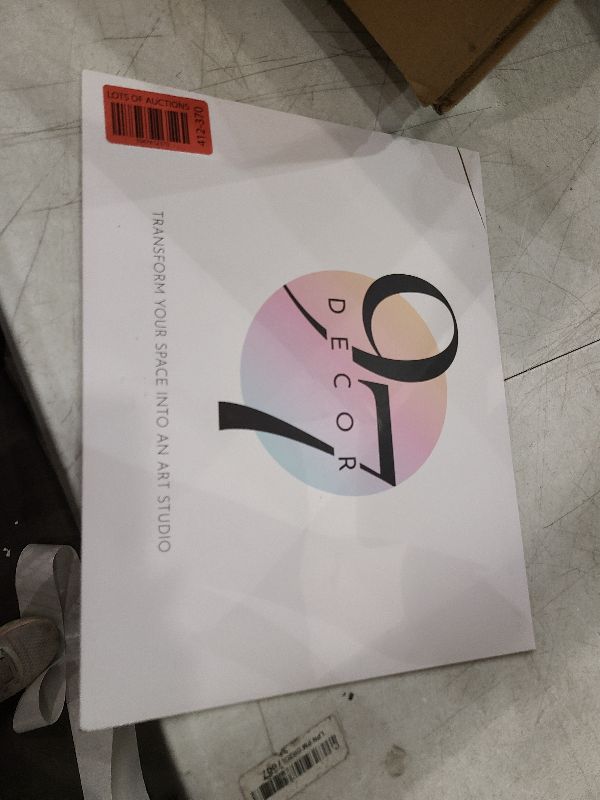 LOTS OF AUCTIONS
412-370
97
DECOR
TRANSFORM YOUR SPACE INTO AN ART STUDIO